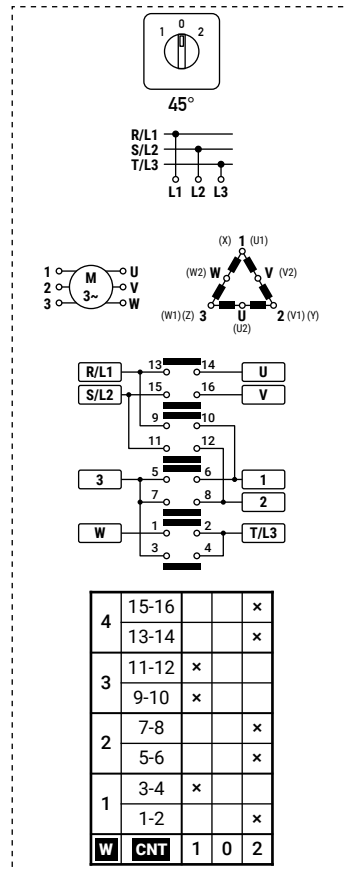 1 0 2
45°
R/L1
S/L2
T/L3
L1 L2 L3
(X) 1 (U1)
(W2) W V (V2)
(W1)(Z) 3 U 2 (V1) (Y)
(U2)
1 M U
2 3~ V
3 W
R/L1 13 14 U
S/L2 15 16 V
9 10
11 12
3 5 6 1
7 8 2
W 1 2 T/L3
3 4
4 15-16 ×
13-14 ×
3 11-12 ×
9-10 ×
2 7-8 ×
5-6 ×
1 3-4 ×
1-2 ×
W CNT 1 0 2